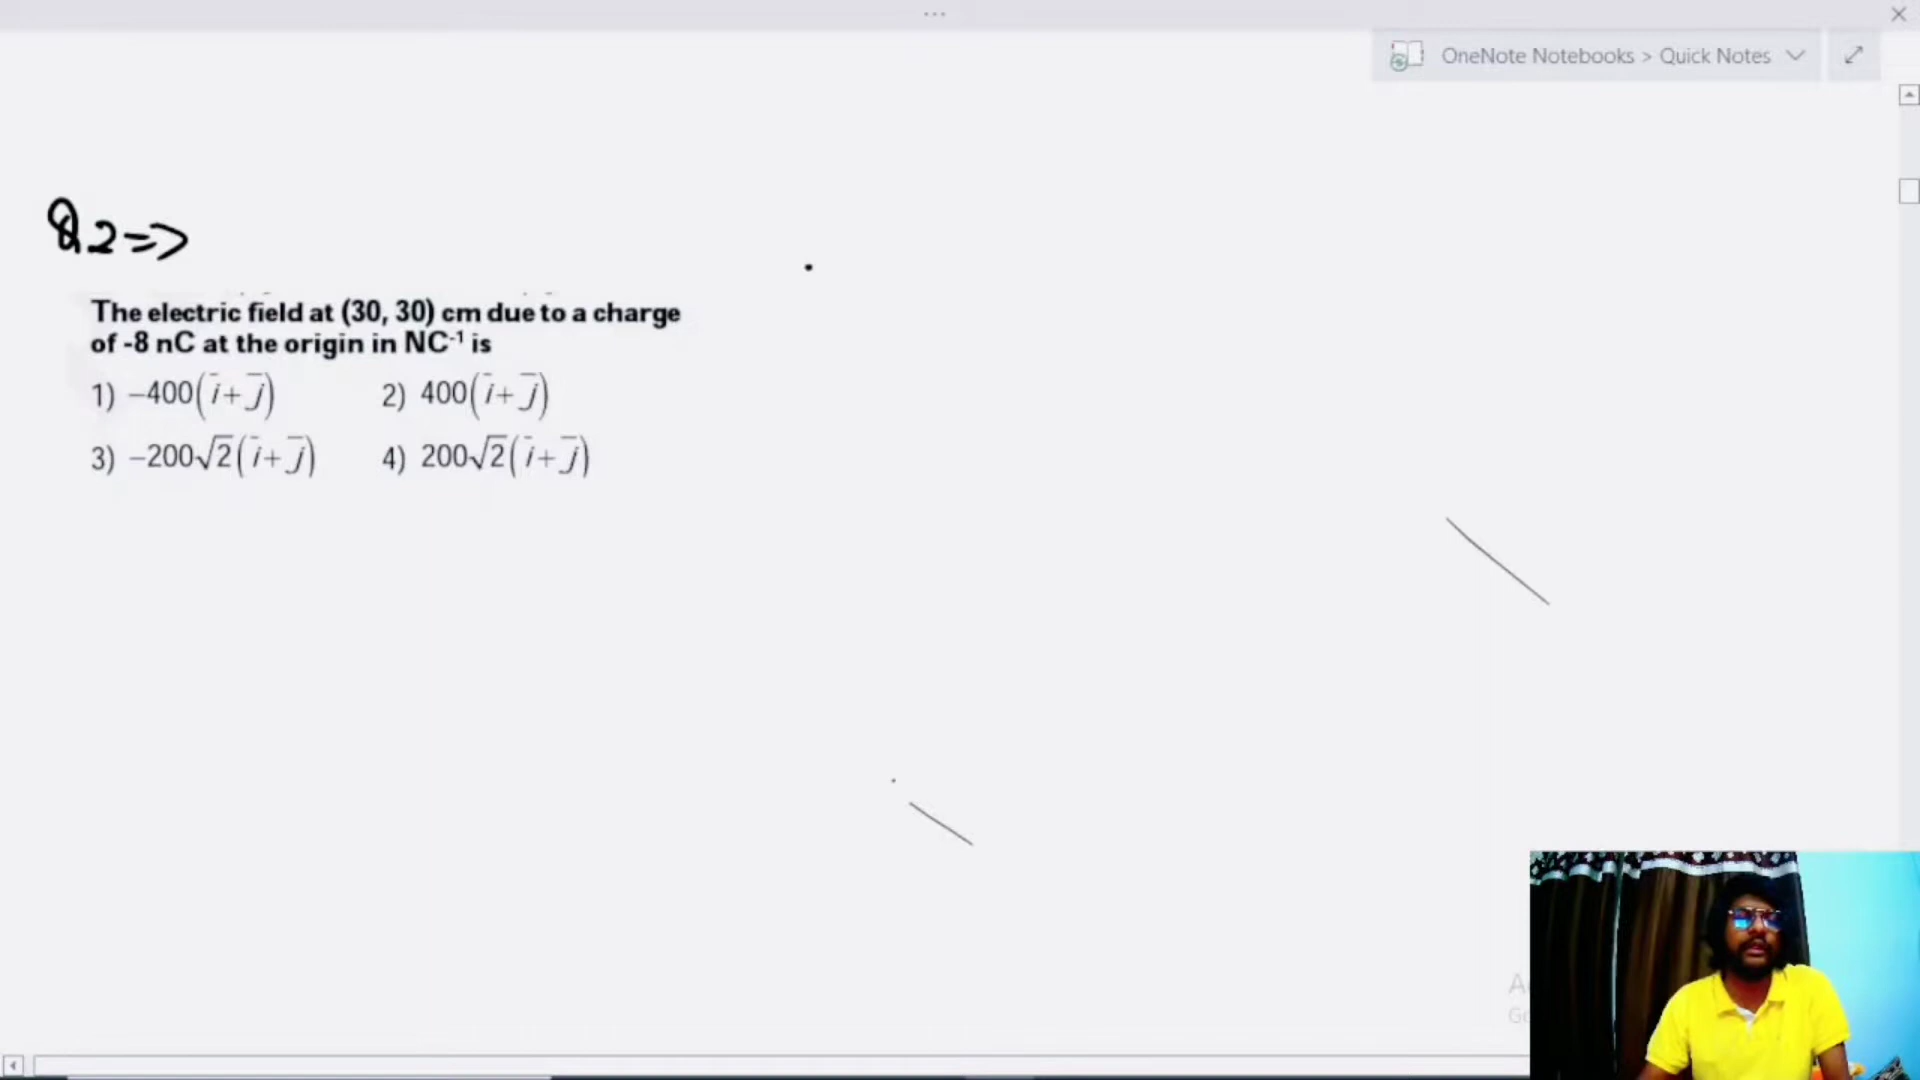 ...
OneNote Notebooks > Quick Notes
Q2=>
The electric field at (30, 30) cm due to a charge
of -8 nC at the origin in NC⁻¹ is
1) −400(i̅+j̅) 2) 400(i̅+j̅)
3) −200√2(i̅+j̅) 4) 200√2(i̅+j̅)